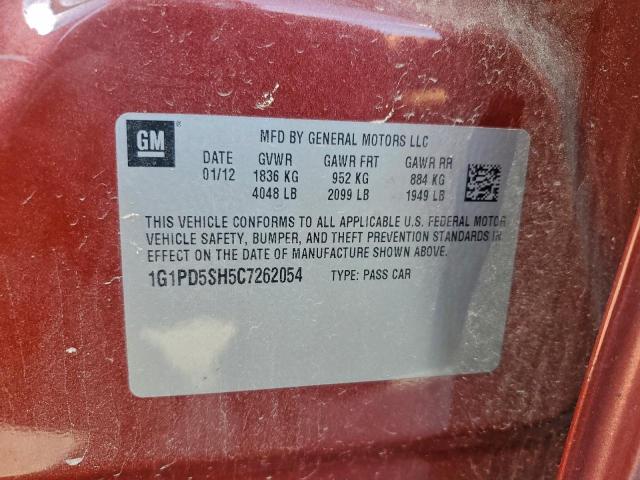 GM ®
MFD BY GENERAL MOTORS LLC
DATE GVWR GAWR FRT GAWR RR
01/12 1836 KG 952 KG 884 KG
4048 LB 2099 LB 1949 LB
THIS VEHICLE CONFORMS TO ALL APPLICABLE U.S. FEDERAL MOTOR
VEHICLE SAFETY, BUMPER, AND THEFT PREVENTION STANDARDS IN
EFFECT ON THE DATE OF MANUFACTURE SHOWN ABOVE.
1G1PD5SH5C7262054 TYPE: PASS CAR